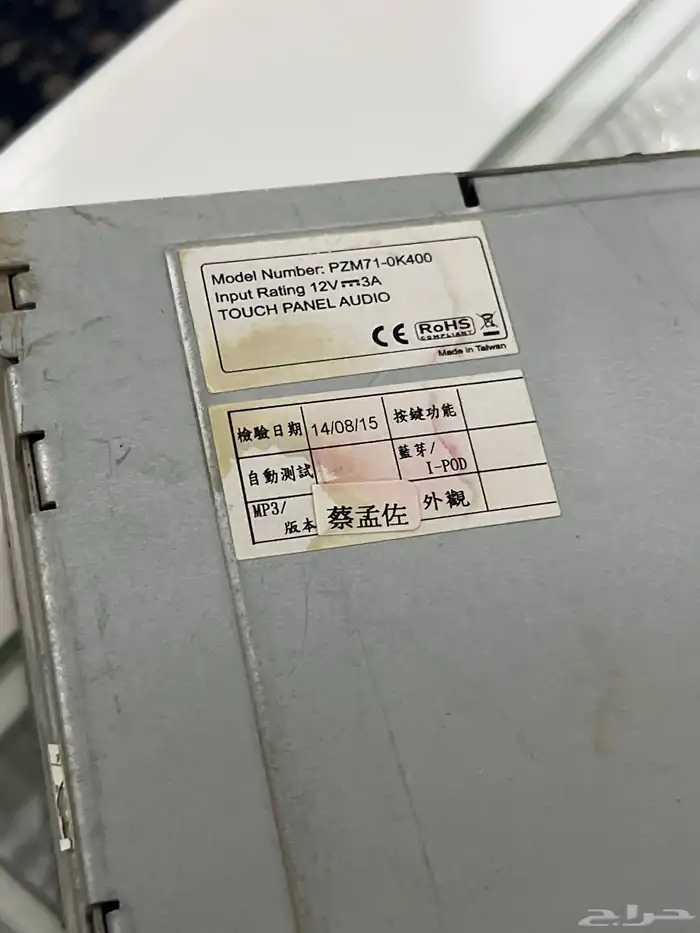 Model Number: PZM71-0K400
Input Rating 12V⎓3A
TOUCH PANEL AUDIO
CE RoHS
COMPLIANT
Made in Taiwan
檢驗日期 14/08/15 按鍵功能
自動測試 藍芽/
I-POD
MP3/
版本 蔡孟佐 外觀
حراج